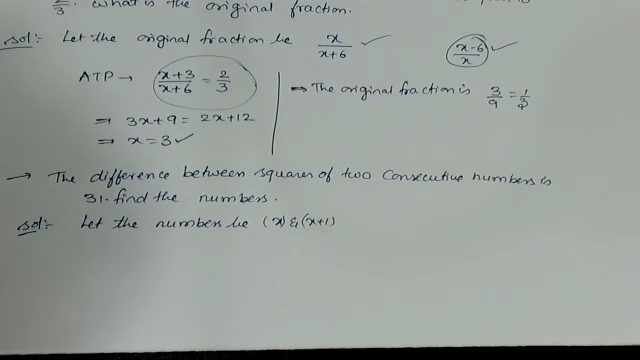 2/3. What is the original fraction.
Sol:- Let the original fraction be x/(x+6) ✓ (x-6)/x ✓
ATP → (x+3)/(x+6) = 2/3
⇒ 3x+9 = 2x+12
⇒ x=3 ✓
⇒ The original fraction is 3/9 = 1/3
→ The difference between squares of two consecutive numbers is
31. find the numbers.
Sol:- Let the numbers be (x) & (x+1)